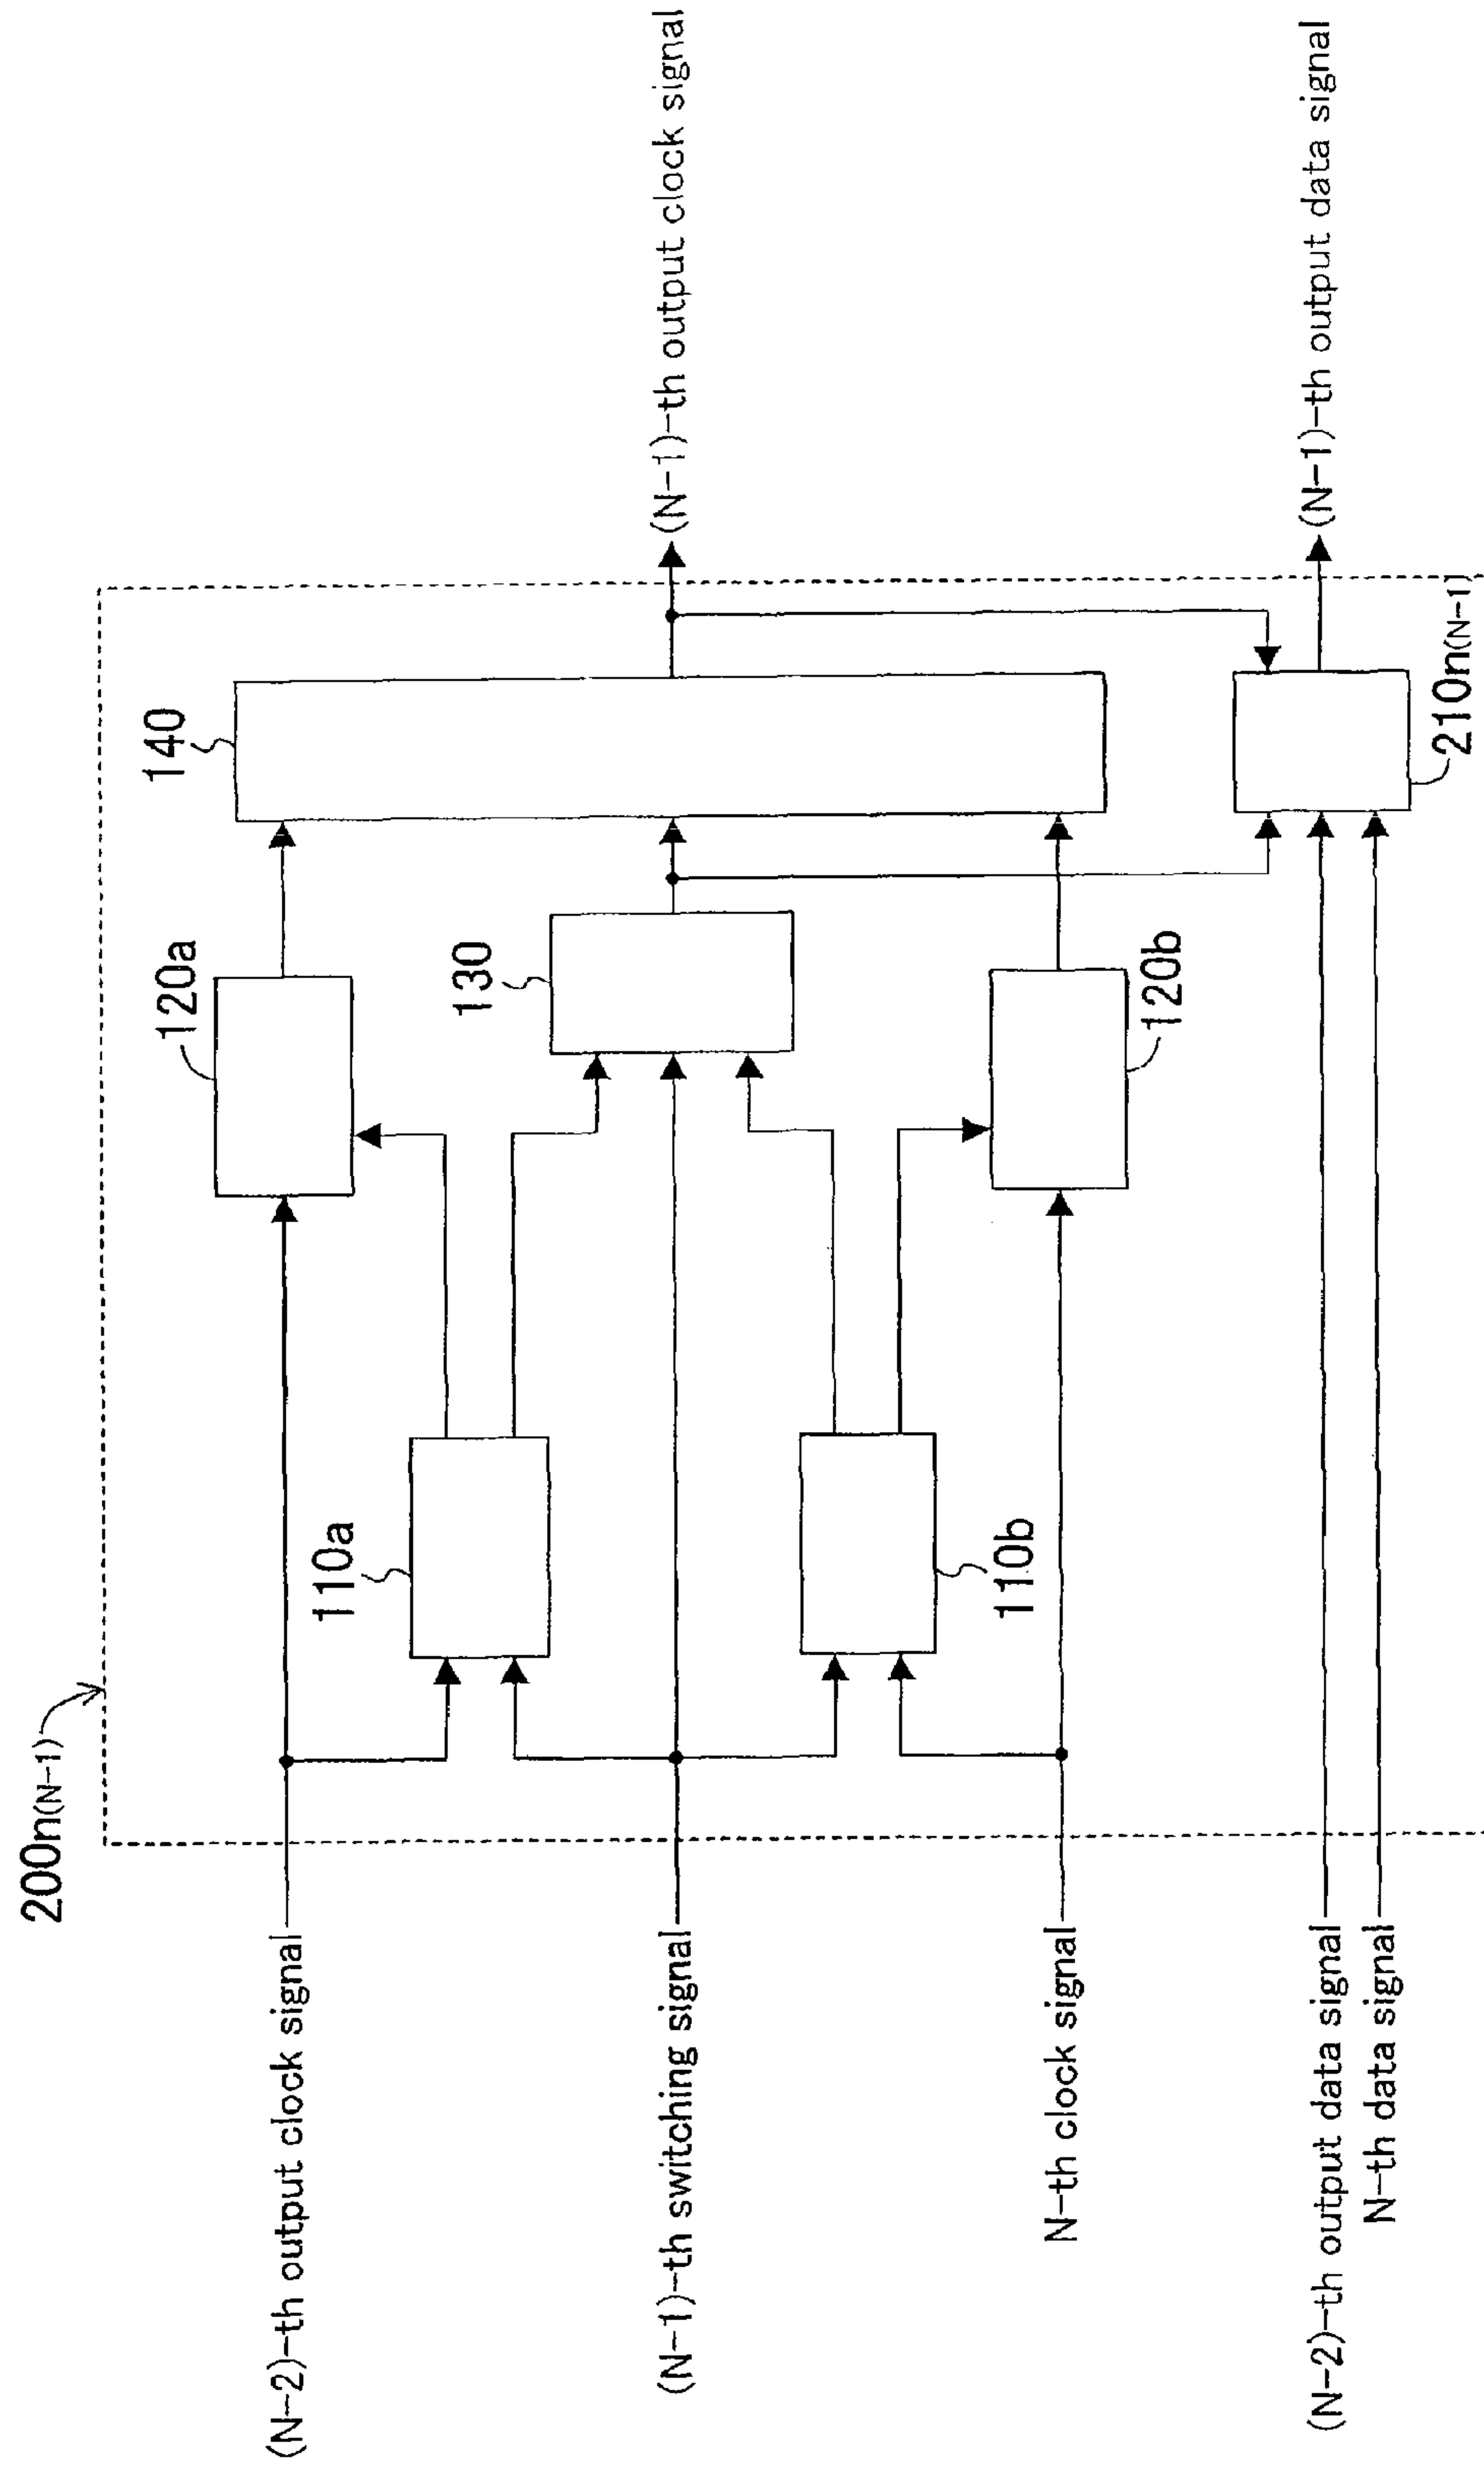 200n(N-1)
(N-2)-th output clock signal
(N-1)-th switching signal
N-th clock signal
(N-2)-th output data signal
N-th data signal
110a
110b
120a
130
120b
140
210n(N-1)
(N-1)-th output clock signal
(N-1)-th output data signal